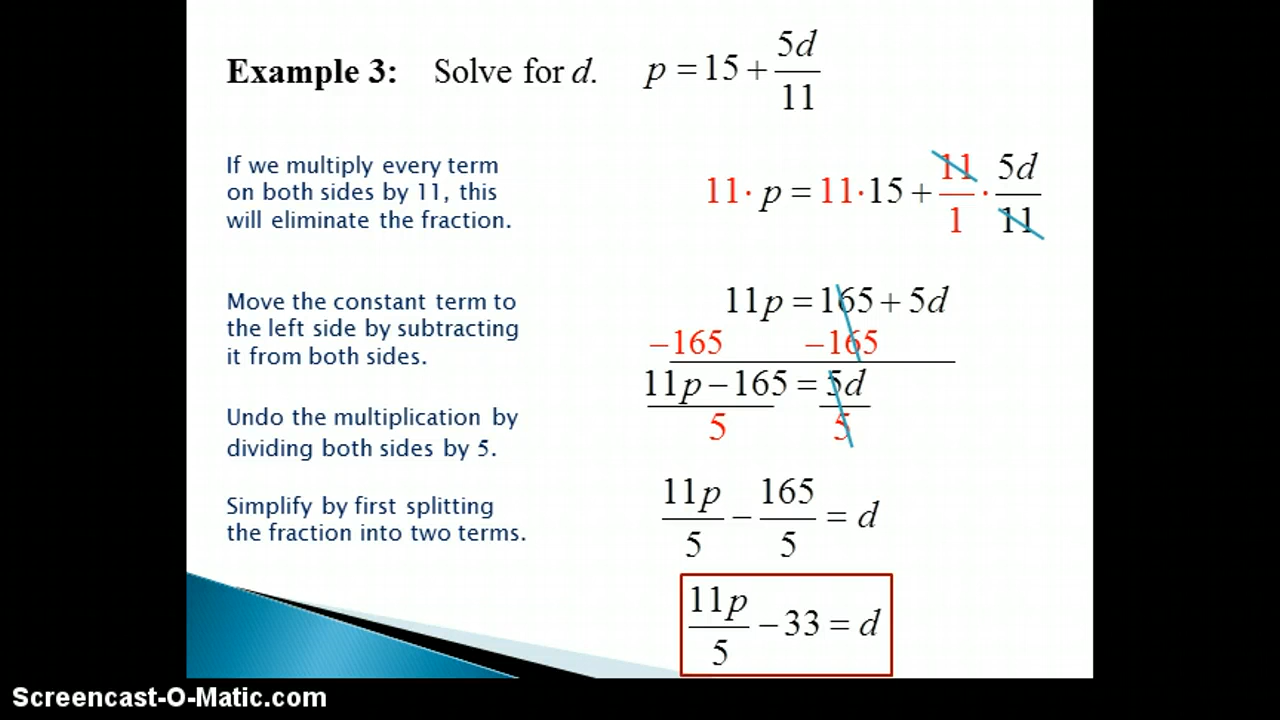 Example 3: Solve for d. p = 15 + 5d/11
If we multiply every term
on both sides by 11, this
will eliminate the fraction.
11· p = 11·15 + 11/1 · 5d/11
Move the constant term to
the left side by subtracting
it from both sides.
11p = 165 + 5d
−165 −165
11p − 165 = 5d
5 5
Undo the multiplication by
dividing both sides by 5.
Simplify by first splitting
the fraction into two terms.
11p/5 − 165/5 = d
11p/5 − 33 = d
Screencast-O-Matic.com